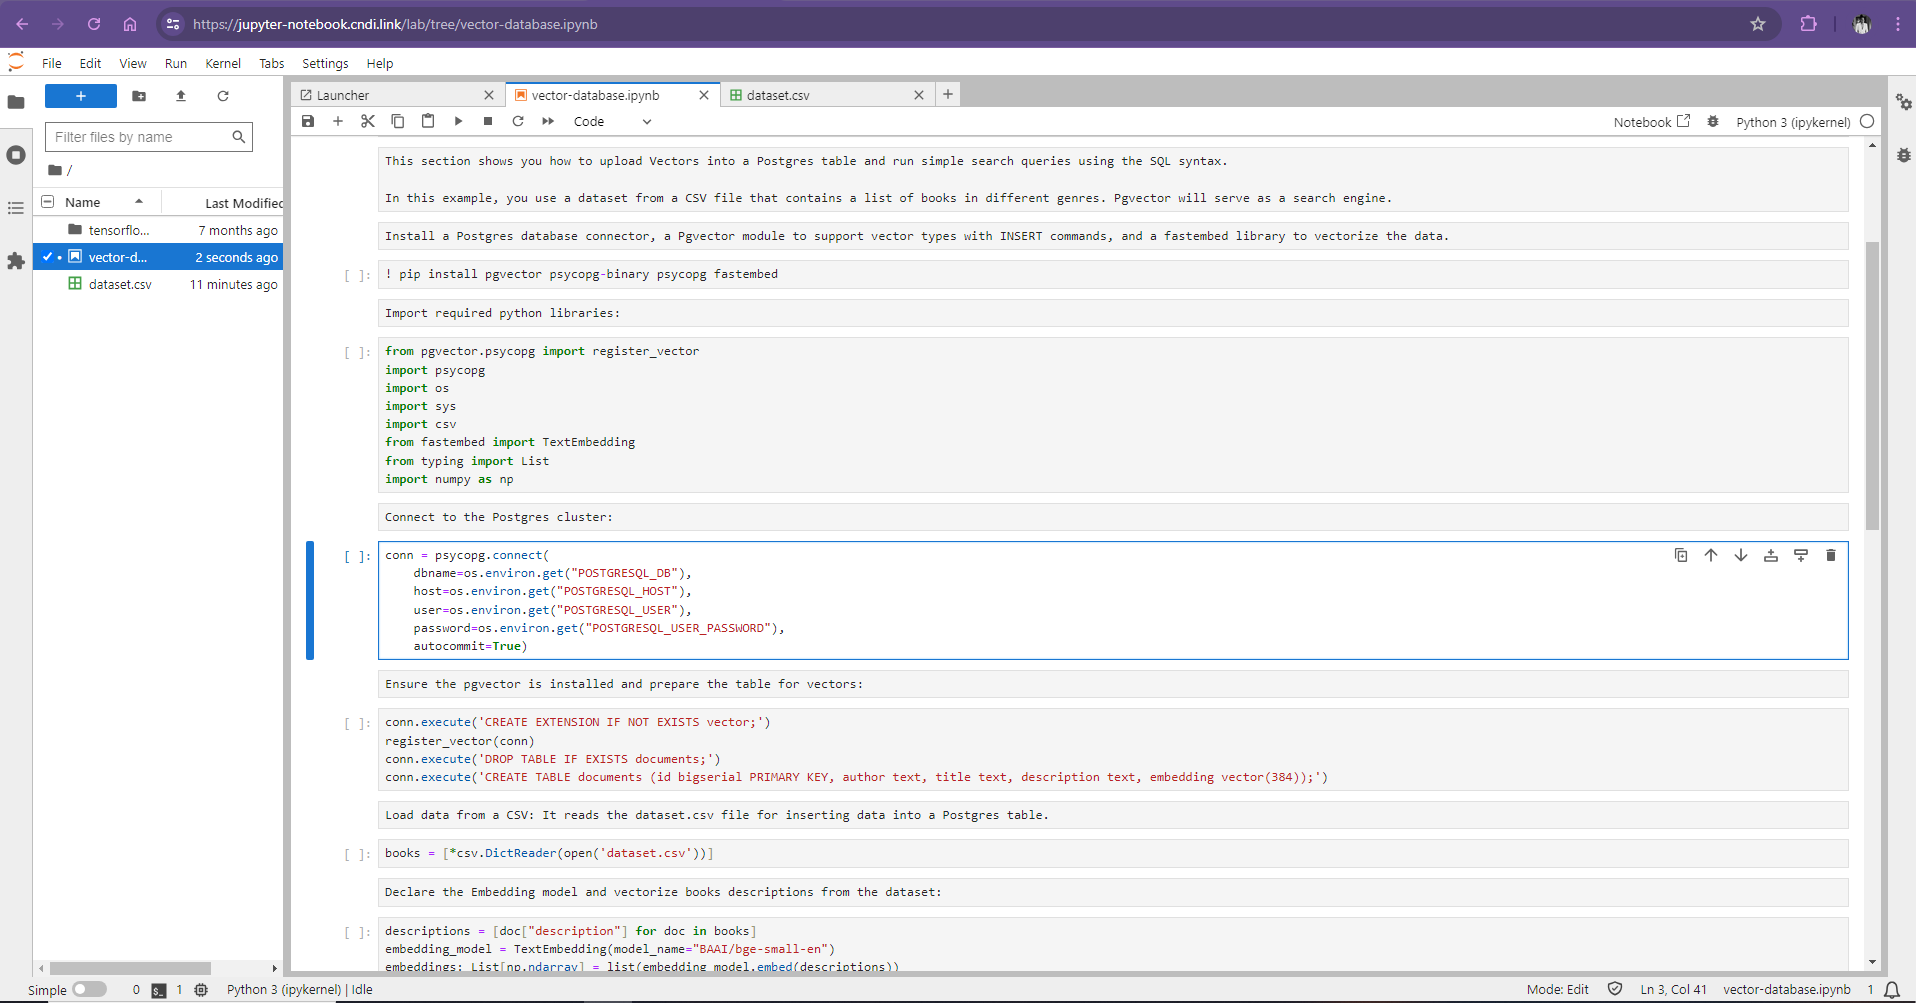 https://jupyter-notebook.cndi.link/lab/tree/vector-database.ipynb
File Edit View Run Kernel Tabs Settings Help
+
Filter files by name
/
Name Last Modified
tensorflo... 7 months ago
vector-d... 2 seconds ago
dataset.csv 11 minutes ago
Launcher vector-database.ipynb dataset.csv
Code Notebook Python 3 (ipykernel)
This section shows you how to upload Vectors into a Postgres table and run simple search queries using the SQL syntax.
In this example, you use a dataset from a CSV file that contains a list of books in different genres. Pgvector will serve as a search engine.
Install a Postgres database connector, a Pgvector module to support vector types with INSERT commands, and a fastembed library to vectorize the data.
[ ]: ! pip install pgvector psycopg-binary psycopg fastembed
Import required python libraries:
[ ]: from pgvector.psycopg import register_vector
import psycopg
import os
import sys
import csv
from fastembed import TextEmbedding
from typing import List
import numpy as np
Connect to the Postgres cluster:
[ ]: conn = psycopg.connect(
dbname=os.environ.get("POSTGRESQL_DB"),
host=os.environ.get("POSTGRESQL_HOST"),
user=os.environ.get("POSTGRESQL_USER"),
password=os.environ.get("POSTGRESQL_USER_PASSWORD"),
autocommit=True)
Ensure the pgvector is installed and prepare the table for vectors:
[ ]: conn.execute('CREATE EXTENSION IF NOT EXISTS vector;')
register_vector(conn)
conn.execute('DROP TABLE IF EXISTS documents;')
conn.execute('CREATE TABLE documents (id bigserial PRIMARY KEY, author text, title text, description text, embedding vector(384));')
Load data from a CSV: It reads the dataset.csv file for inserting data into a Postgres table.
[ ]: books = [*csv.DictReader(open('dataset.csv'))]
Declare the Embedding model and vectorize books descriptions from the dataset:
[ ]: descriptions = [doc["description"] for doc in books]
embedding_model = TextEmbedding(model_name="BAAI/bge-small-en")
embeddings: List[np.ndarray] = list(embedding_model.embed(descriptions))
Simple 0 $_ 1 Python 3 (ipykernel) | Idle Mode: Edit Ln 3, Col 41 vector-database.ipynb 1